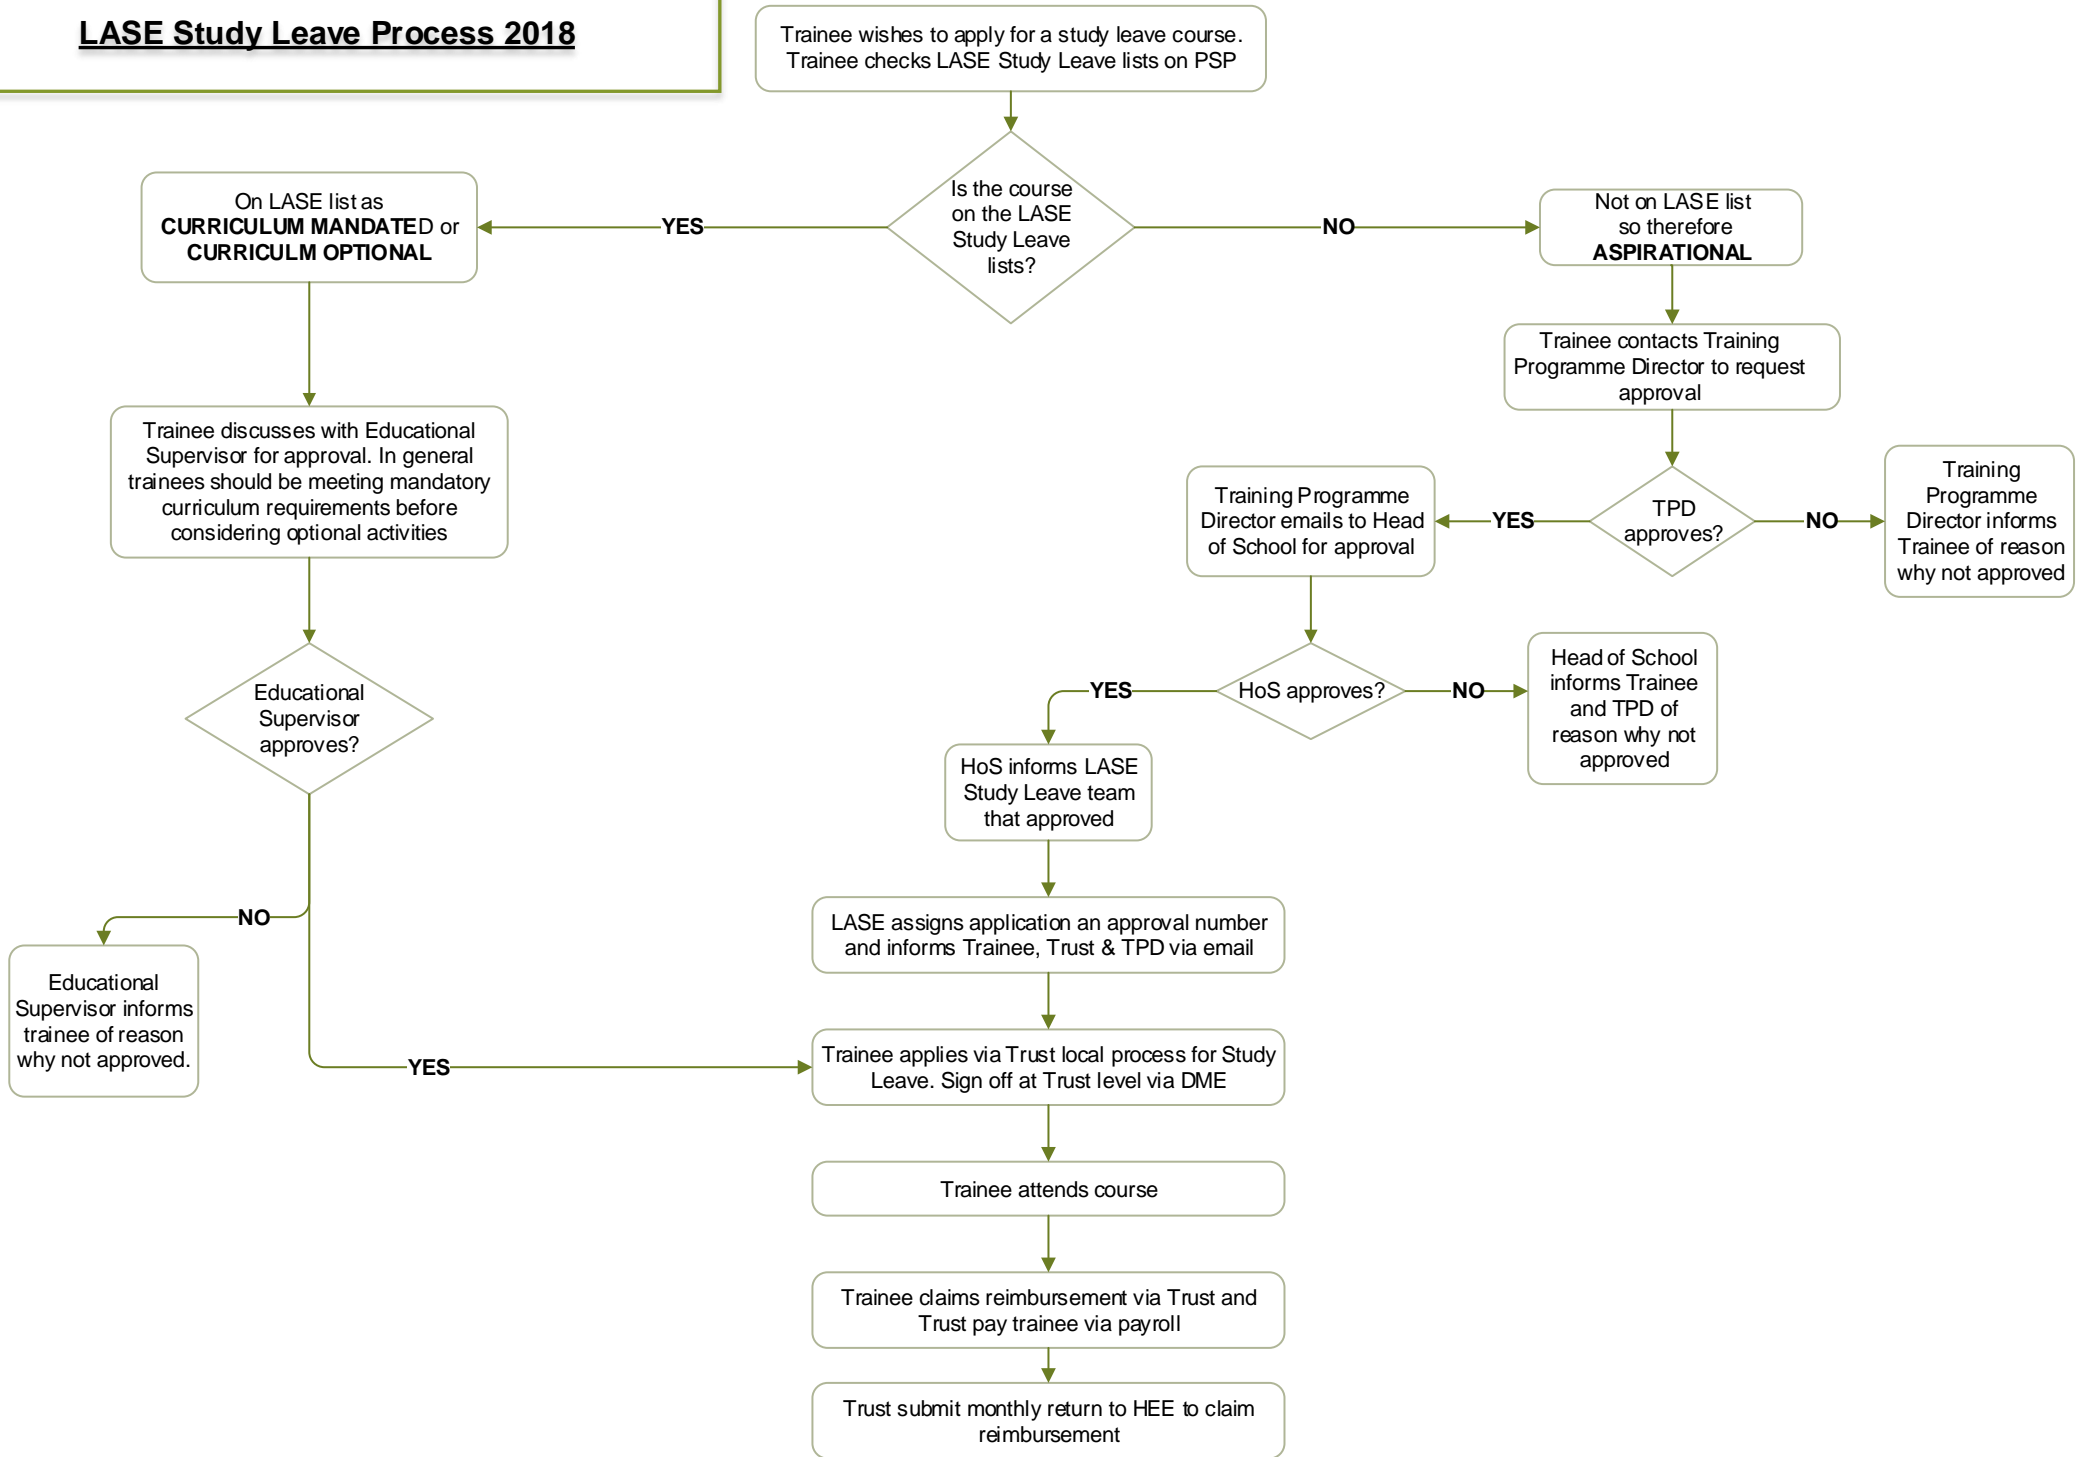 LASE Study Leave Process 2018
Trainee wishes to apply for a study leave course.
Trainee checks LASE Study Leave lists on PSP
Is the course
on the LASE
Study Leave
lists?
YES
NO
On LASE list as
CURRICULUM MANDATED or
CURRICULM OPTIONAL
Not on LASE list
so therefore
ASPIRATIONAL
Trainee contacts Training
Programme Director to request
approval
Trainee discusses with Educational
Supervisor for approval. In general
trainees should be meeting mandatory
curriculum requirements before
considering optional activities
TPD
approves?
YES
NO
Training Programme
Director emails to Head
of School for approval
Training
Programme
Director informs
Trainee of reason
why not approved
Educational
Supervisor
approves?
HoS approves?
YES
NO
Head of School
informs Trainee
and TPD of
reason why not
approved
HoS informs LASE
Study Leave team
that approved
NO
LASE assigns application an approval number
and informs Trainee, Trust & TPD via email
Educational
Supervisor informs
trainee of reason
why not approved.
YES
Trainee applies via Trust local process for Study
Leave. Sign off at Trust level via DME
Trainee attends course
Trainee claims reimbursement via Trust and
Trust pay trainee via payroll
Trust submit monthly return to HEE to claim
reimbursement